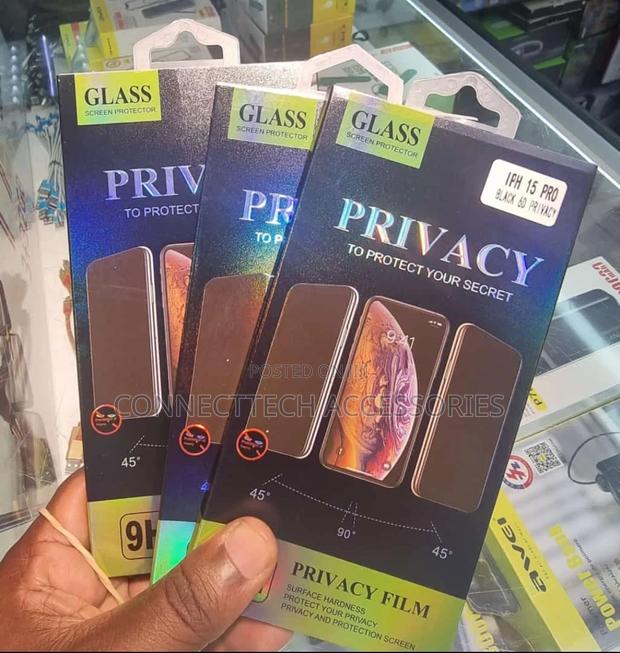 GLASS
SCREEN PROTECTOR
PRIV
TO PROTECT
45°
9H
GLASS
SCREEN PROTECTOR
PR
TO P
GLASS
SCREEN PROTECTOR
IPH 15 PRO
BLACK 6D PRIVACY
PRIVACY
TO PROTECT YOUR SECRET
9:41
45°
90°
45°
PRIVACY FILM
SURFACE HARDNESS
PROTECT YOUR PRIVACY
PRIVACY AND PROTECTION SCREEN
POSTED ON
CONNECTTECH ACCESSORIES
awei
Power Bank